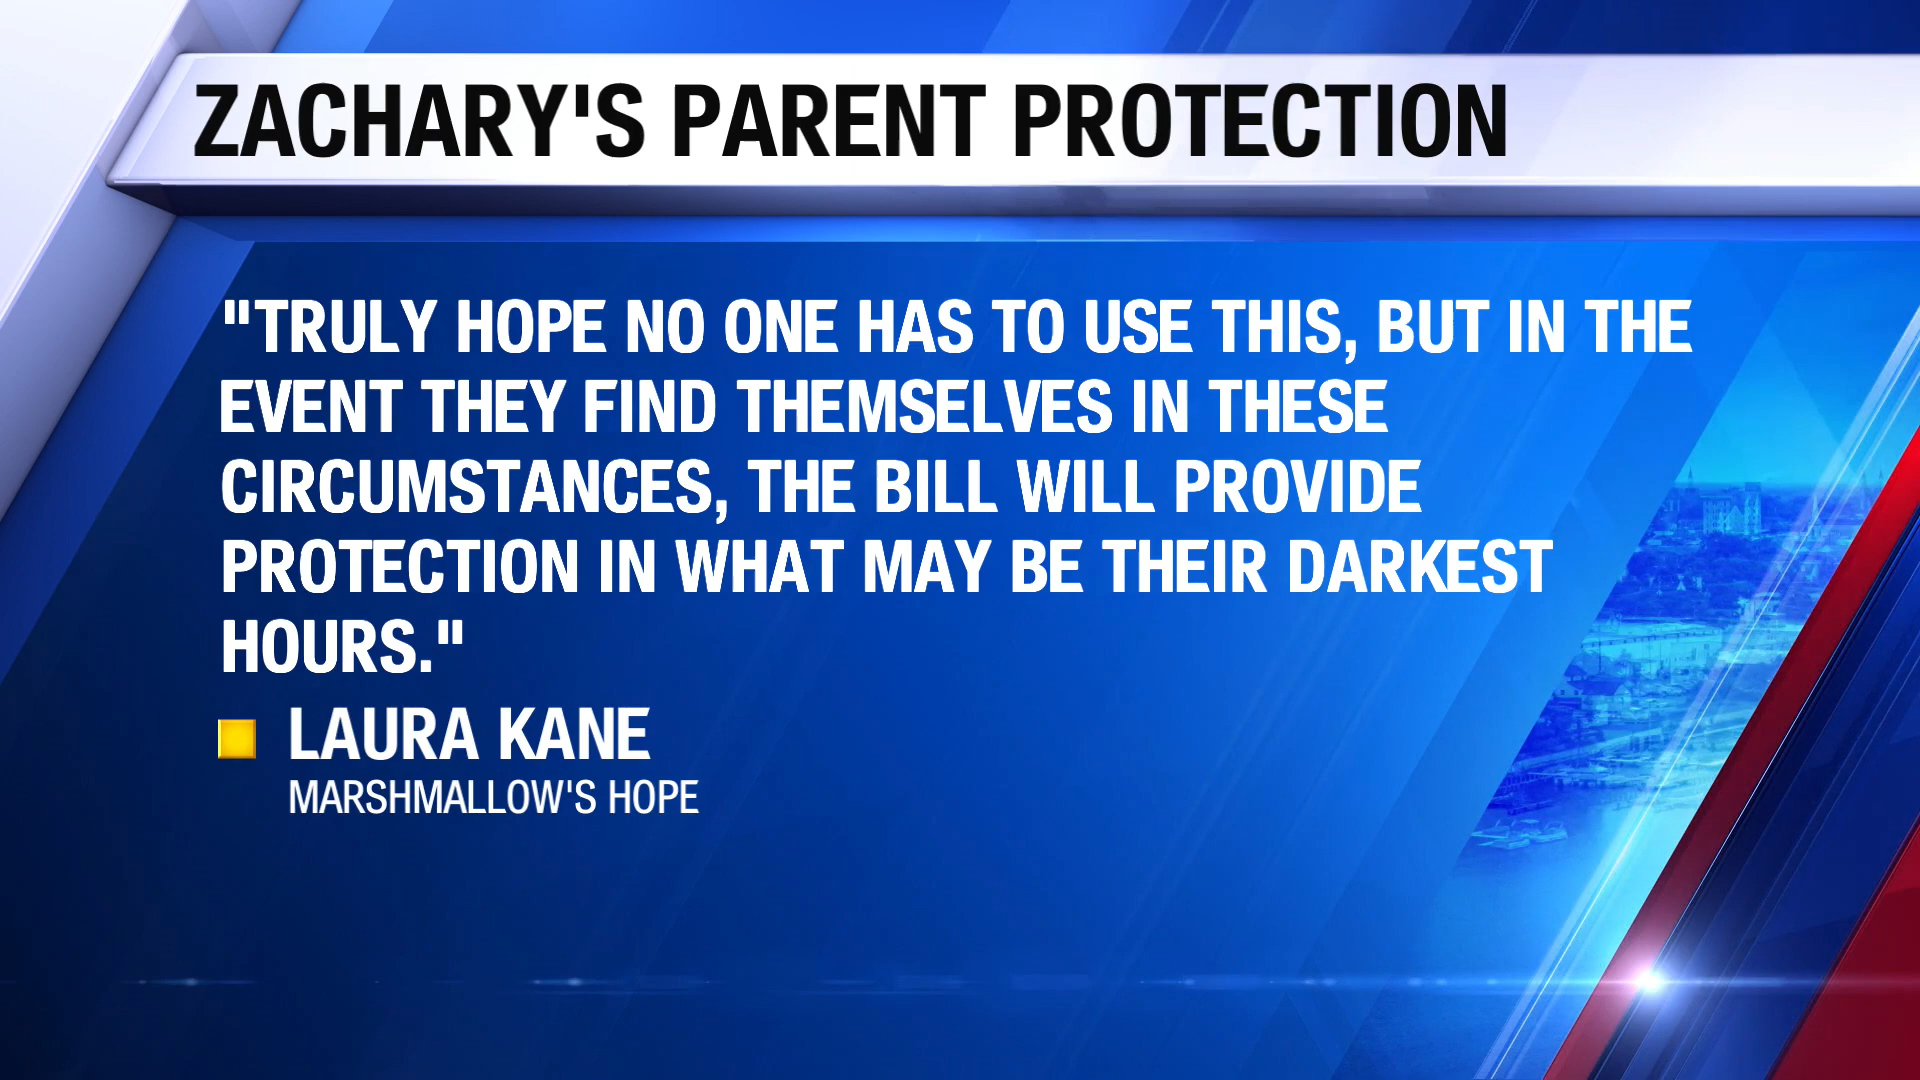 ZACHARY'S PARENT PROTECTION
"TRULY HOPE NO ONE HAS TO USE THIS, BUT IN THE
EVENT THEY FIND THEMSELVES IN THESE
CIRCUMSTANCES, THE BILL WILL PROVIDE
PROTECTION IN WHAT MAY BE THEIR DARKEST
HOURS."
LAURA KANE
MARSHMALLOW'S HOPE